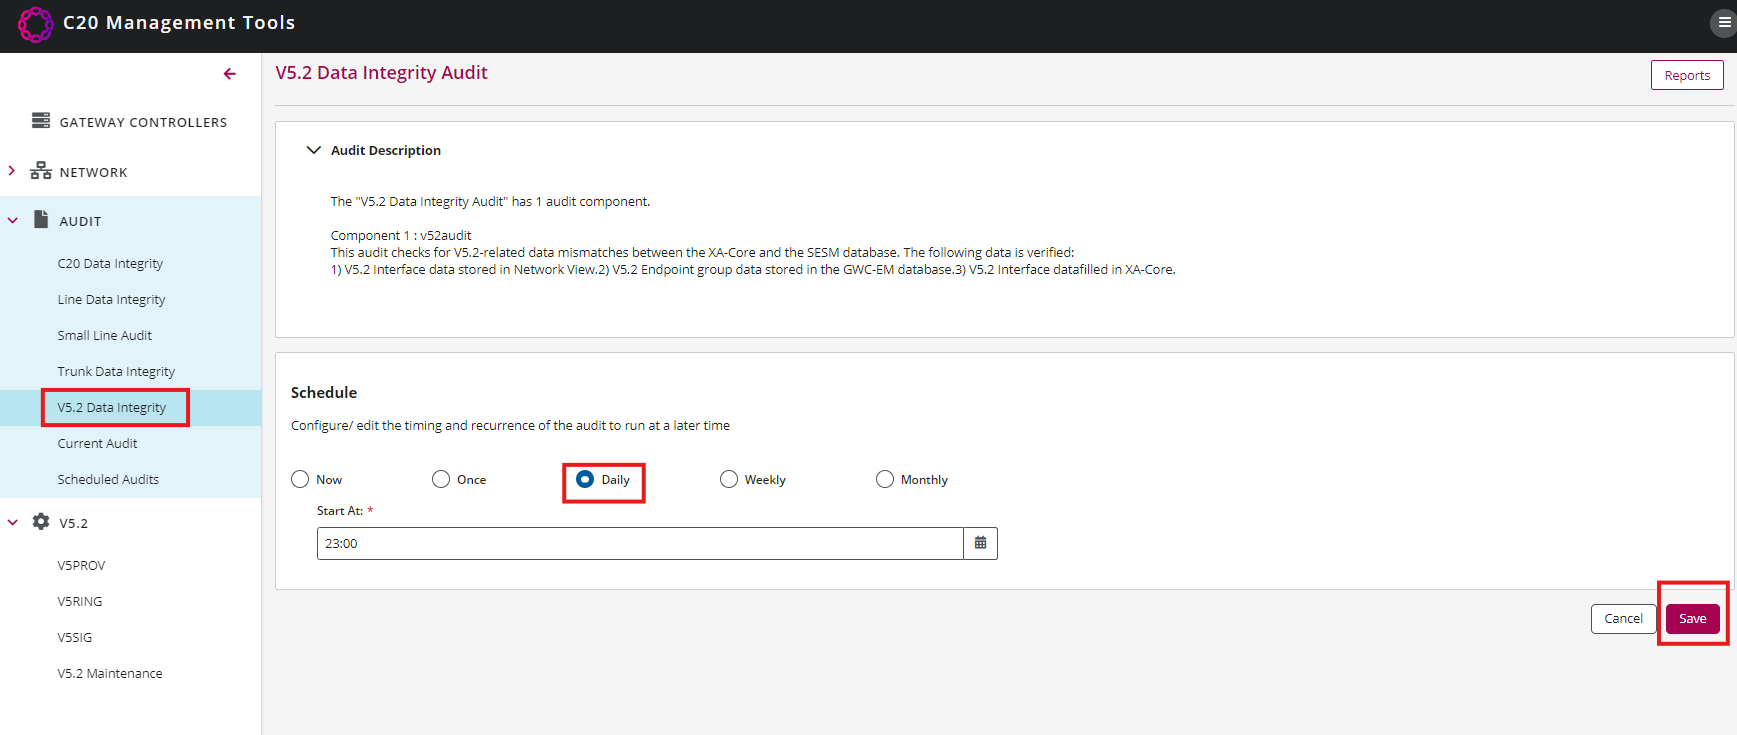 C20 Management Tools
GATEWAY CONTROLLERS
NETWORK
AUDIT
C20 Data Integrity
Line Data Integrity
Small Line Audit
Trunk Data Integrity
V5.2 Data Integrity
Current Audit
Scheduled Audits
V5.2
V5PROV
V5RING
V5SIG
V5.2 Maintenance
V5.2 Data Integrity Audit
Reports
Audit Description
The "V5.2 Data Integrity Audit" has 1 audit component.
Component 1 : v52audit
This audit checks for V5.2-related data mismatches between the XA-Core and the SESM database. The following data is verified:
1) V5.2 Interface data stored in Network View.2) V5.2 Endpoint group data stored in the GWC-EM database.3) V5.2 Interface datafilled in XA-Core.
Schedule
Configure/ edit the timing and recurrence of the audit to run at a later time
Now Once Daily Weekly Monthly
Start At: *
23:00
Cancel Save